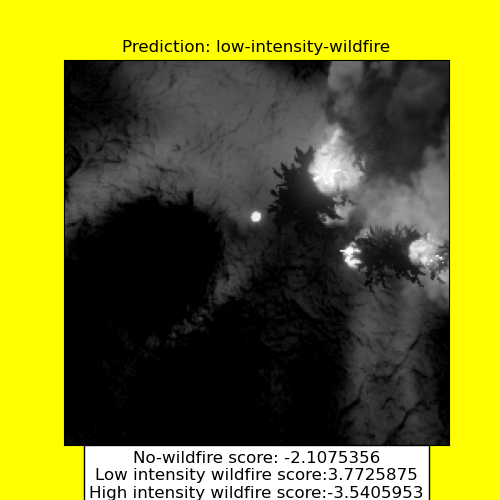 Prediction: low-intensity-wildfire
No-wildfire score: -2.1075356
Low intensity wildfire score:3.7725875
High intensity wildfire score:-3.5405953